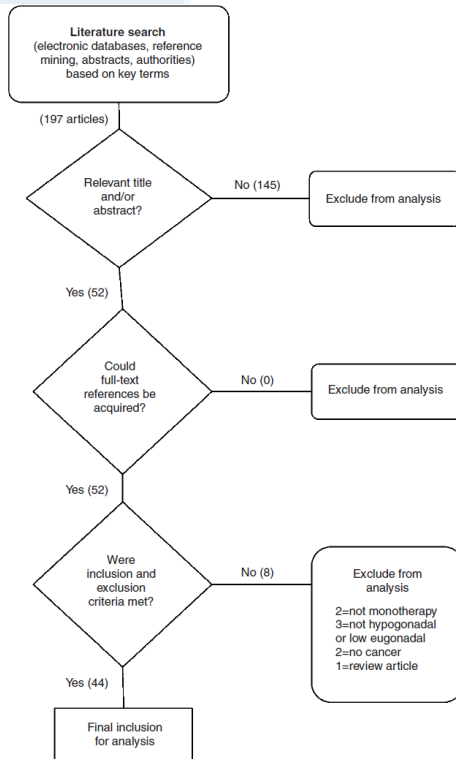 Literature search
(electronic databases, reference
mining, abstracts, authorities)
based on key terms
(197 articles)
Relevant title
and/or
abstract?
No (145)
Exclude from analysis
Yes (52)
Could
full-text
references be
acquired?
No (0)
Exclude from analysis
Yes (52)
Were
inclusion and
exclusion
criteria met?
No (8)
Exclude from
analysis
2=not monotherapy
3=not hypogonadal
or low eugonadal
2=no cancer
1=review article
Yes (44)
Final inclusion
for analysis